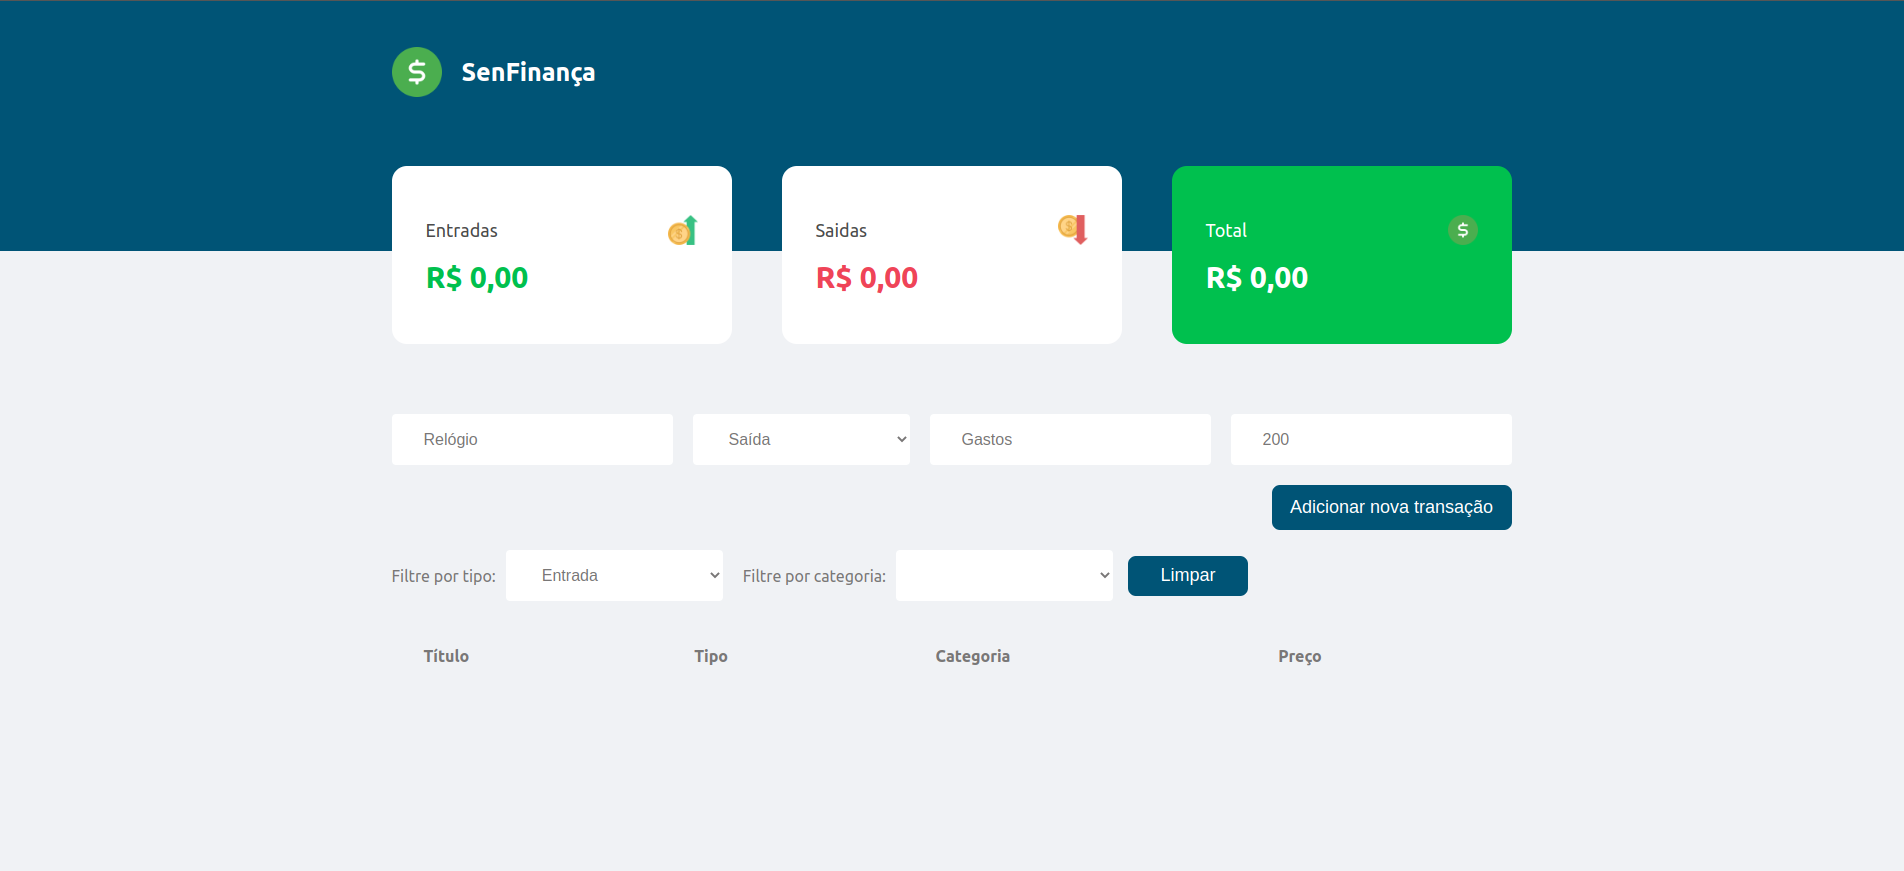 SenFinança
Entradas
R$ 0,00
Saidas
R$ 0,00
Total
R$ 0,00
Relógio
Saída
Gastos
200
Adicionar nova transação
Filtre por tipo:
Entrada
Filtre por categoria:
Limpar
Título Tipo Categoria Preço